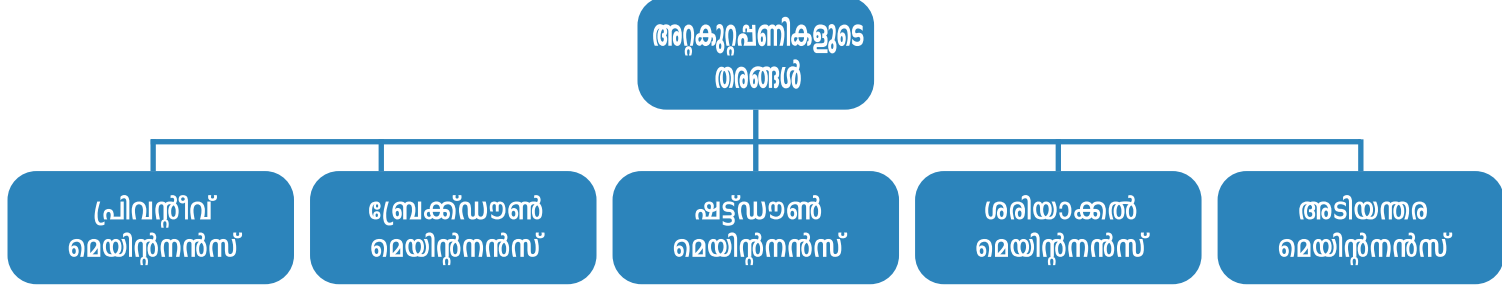 അറ്റകുറ്റപ്പണികളുടെ
തരങ്ങൾ
പ്രിവന്റീവ്
മെയിന്റനൻസ്
ബ്രേക്ക്ഡൗൺ
മെയിന്റനൻസ്
ഷട്ട്ഡൗൺ
മെയിന്റനൻസ്
ശരിയാക്കൽ
മെയിന്റനൻസ്
അടിയന്തര
മെയിന്റനൻസ്